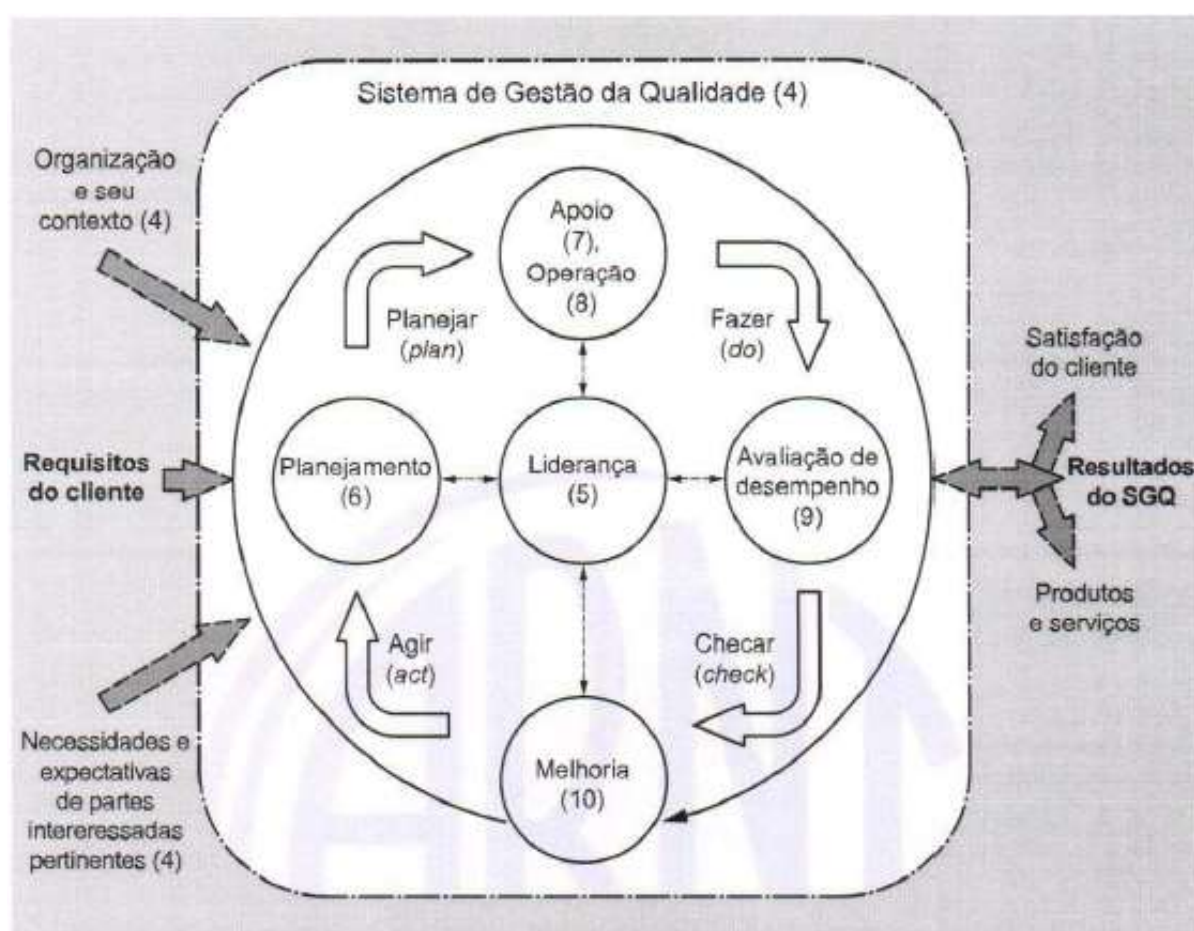 Sistema de Gestão da Qualidade (4)
Organização
e seu
contexto (4)
Apoio
(7),
Operação
(8)
Planejar
(plan)
Fazer
(do)
Satisfação
do cliente
Requisitos
do cliente
Planejamento
(6)
Liderança
(5)
Avaliação de
desempenho
(9)
Resultados
do SGQ
Produtos
e serviços
Agir
(act)
Checar
(check)
Necessidades e
expectativas
de partes
intereressadas
pertinentes (4)
Melhoria
(10)
ABNT